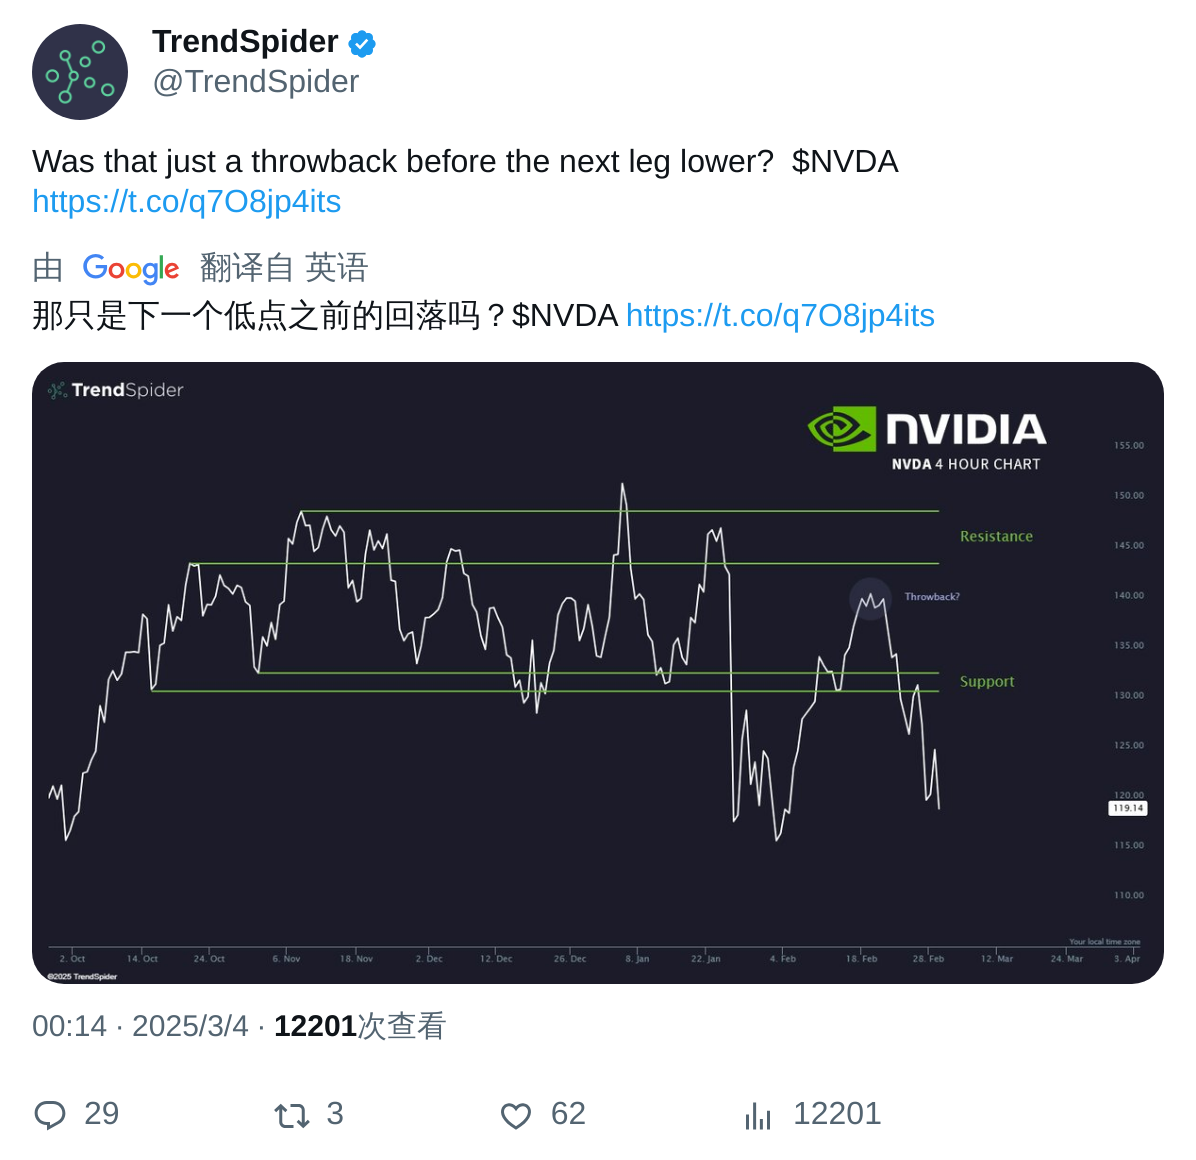 TrendSpider
@TrendSpider
Was that just a throwback before the next leg lower?  $NVDA
https://t.co/q7O8jp4its
由 Google 翻译自 英语
那只是下一个低点之前的回落吗？$NVDA https://t.co/q7O8jp4its
TrendSpider
NVIDIA
NVDA 4 HOUR CHART
155.00
150.00
Resistance
145.00
140.00
Throwback?
135.00
Support
130.00
125.00
120.00
119.14
115.00
110.00
Your local time zone
2. Oct 14. Oct 24. Oct 6. Nov 18. Nov 2. Dec 12. Dec 26. Dec 8. Jan 22. Jan 4. Feb 18. Feb 28. Feb 12. Mar 24. Mar 3. Apr
©2025 TrendSpider
00:14 · 2025/3/4 · 12201次查看
29 3 62 12201